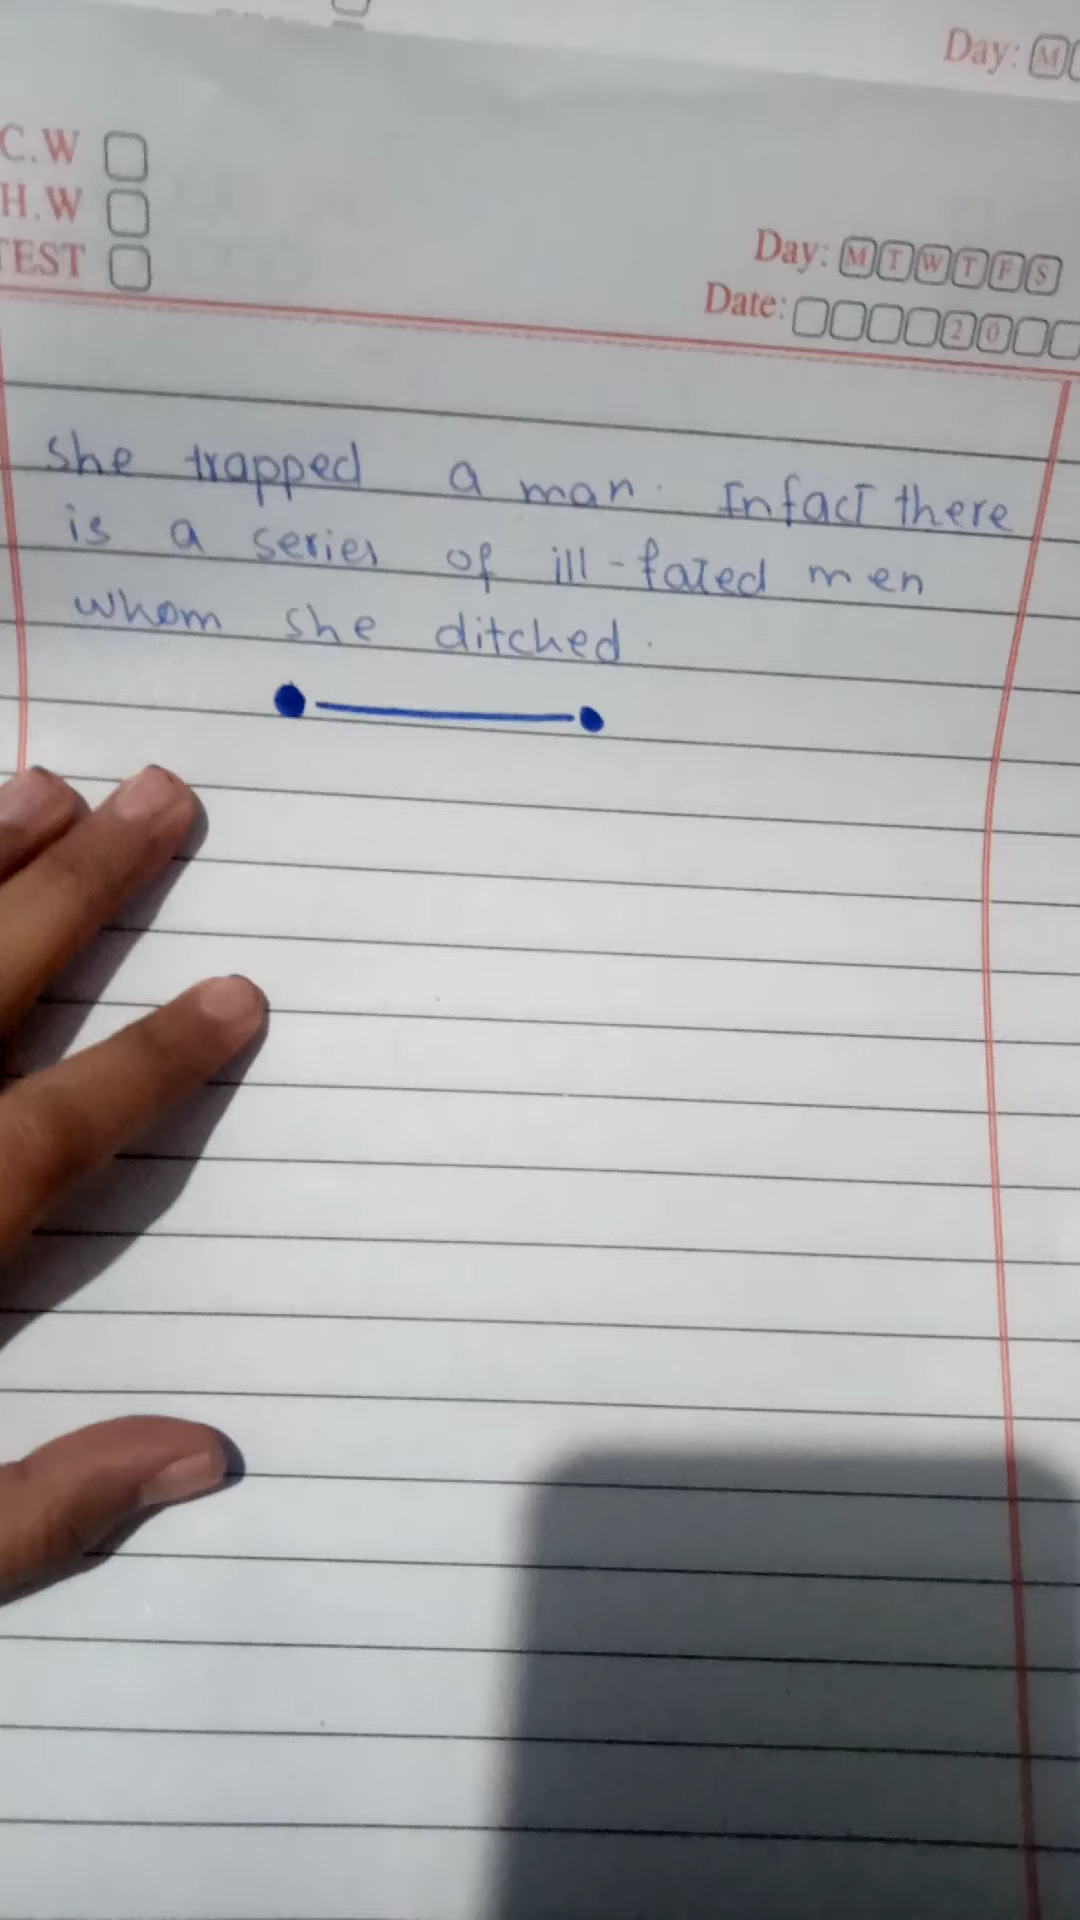 Day: M
C.W
H.W
TEST
Day: M T W T F S
Date: 2 0
She trapped a man. Infact there
is a series of ill-fated men
whom she ditched.